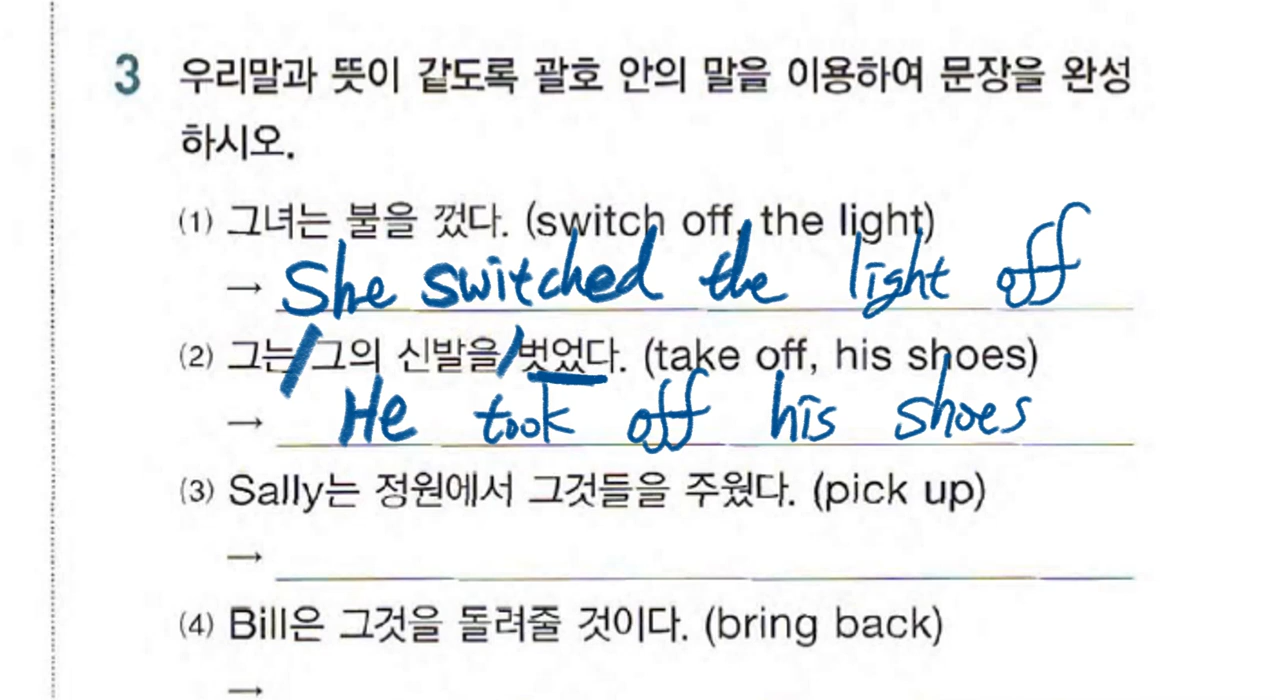 3 우리말과 뜻이 같도록 괄호 안의 말을 이용하여 문장을 완성
하시오.
(1) 그녀는 불을 껐다. (switch off, the light)
→ She switched the light off
(2) 그는/그의 신발을/벗었다. (take off, his shoes)
→ He took off his shoes
(3) Sally는 정원에서 그것들을 주웠다. (pick up)
→
(4) Bill은 그것을 돌려줄 것이다. (bring back)
→